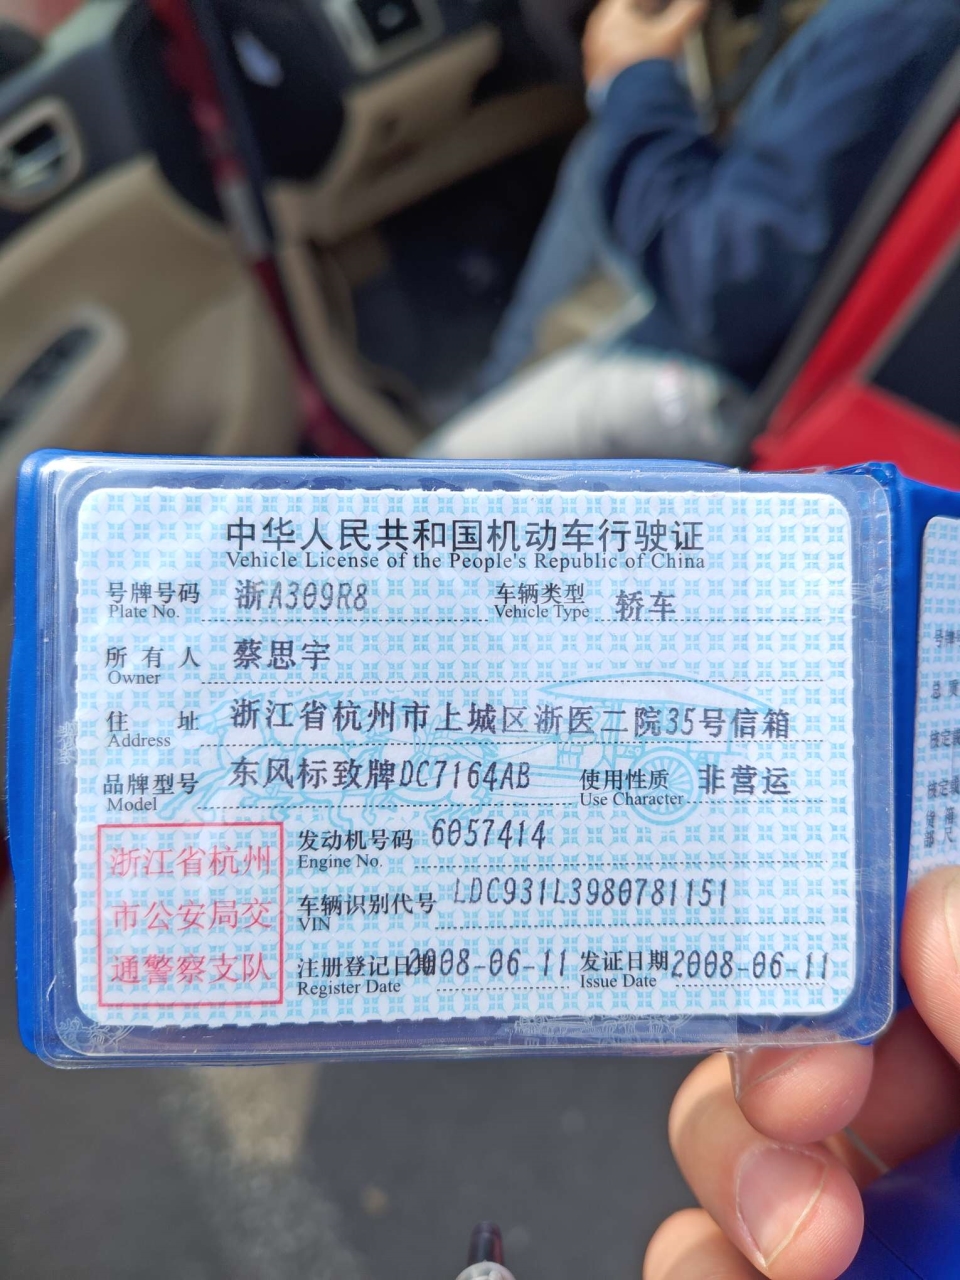 中华人民共和国机动车行驶证
Vehicle License of the People's Republic of China
号牌号码 浙A309R8 车辆类型 轿车
Plate No. Vehicle Type
所有人 蔡思宇
Owner
住址 浙江省杭州市上城区浙医二院35号信箱
Address
品牌型号 东风标致牌DC7164AB 使用性质 非营运
Model Use Character
浙江省杭州
市公安局交
通警察支队
发动机号码 6057414
Engine No.
车辆识别代号 LDC931L3980781151
VIN
注册登记日期 2008-06-11 发证日期 2008-06-11
Register Date Issue Date